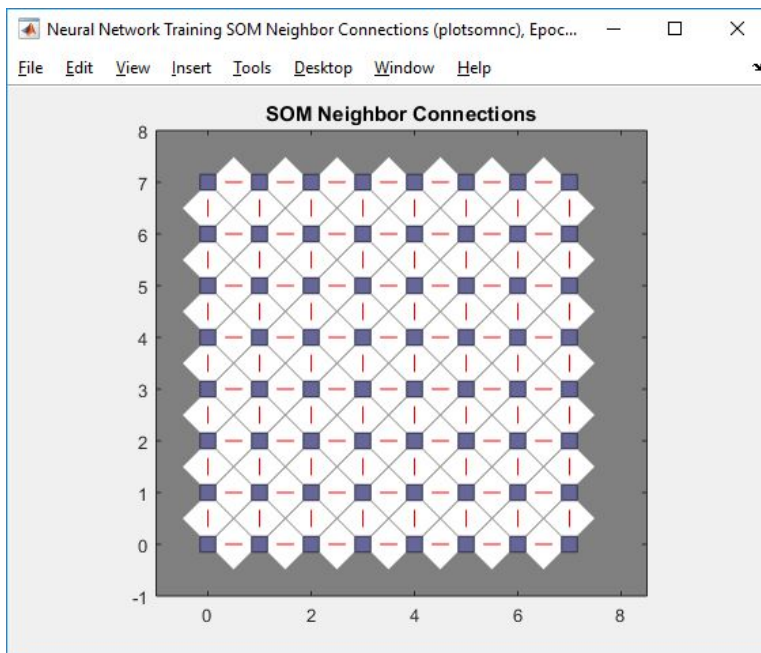 Neural Network Training SOM Neighbor Connections (plotsomnc), Epoc...
File Edit View Insert Tools Desktop Window Help
SOM Neighbor Connections
8
7
6
5
4
3
2
1
0
-1
0 2 4 6 8